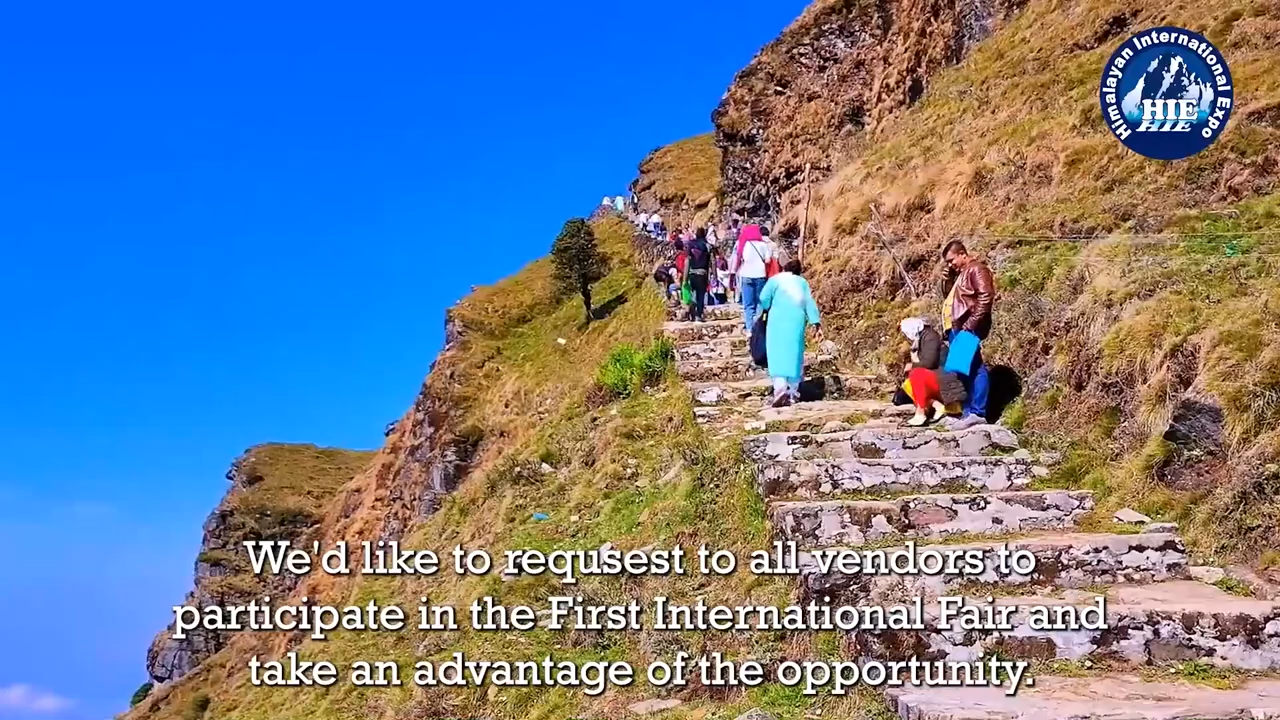 Himalayan International Expo
HIE
HIE
We'd like to requsest to all vendors to
participate in the First International Fair and
take an advantage of the opportunity.